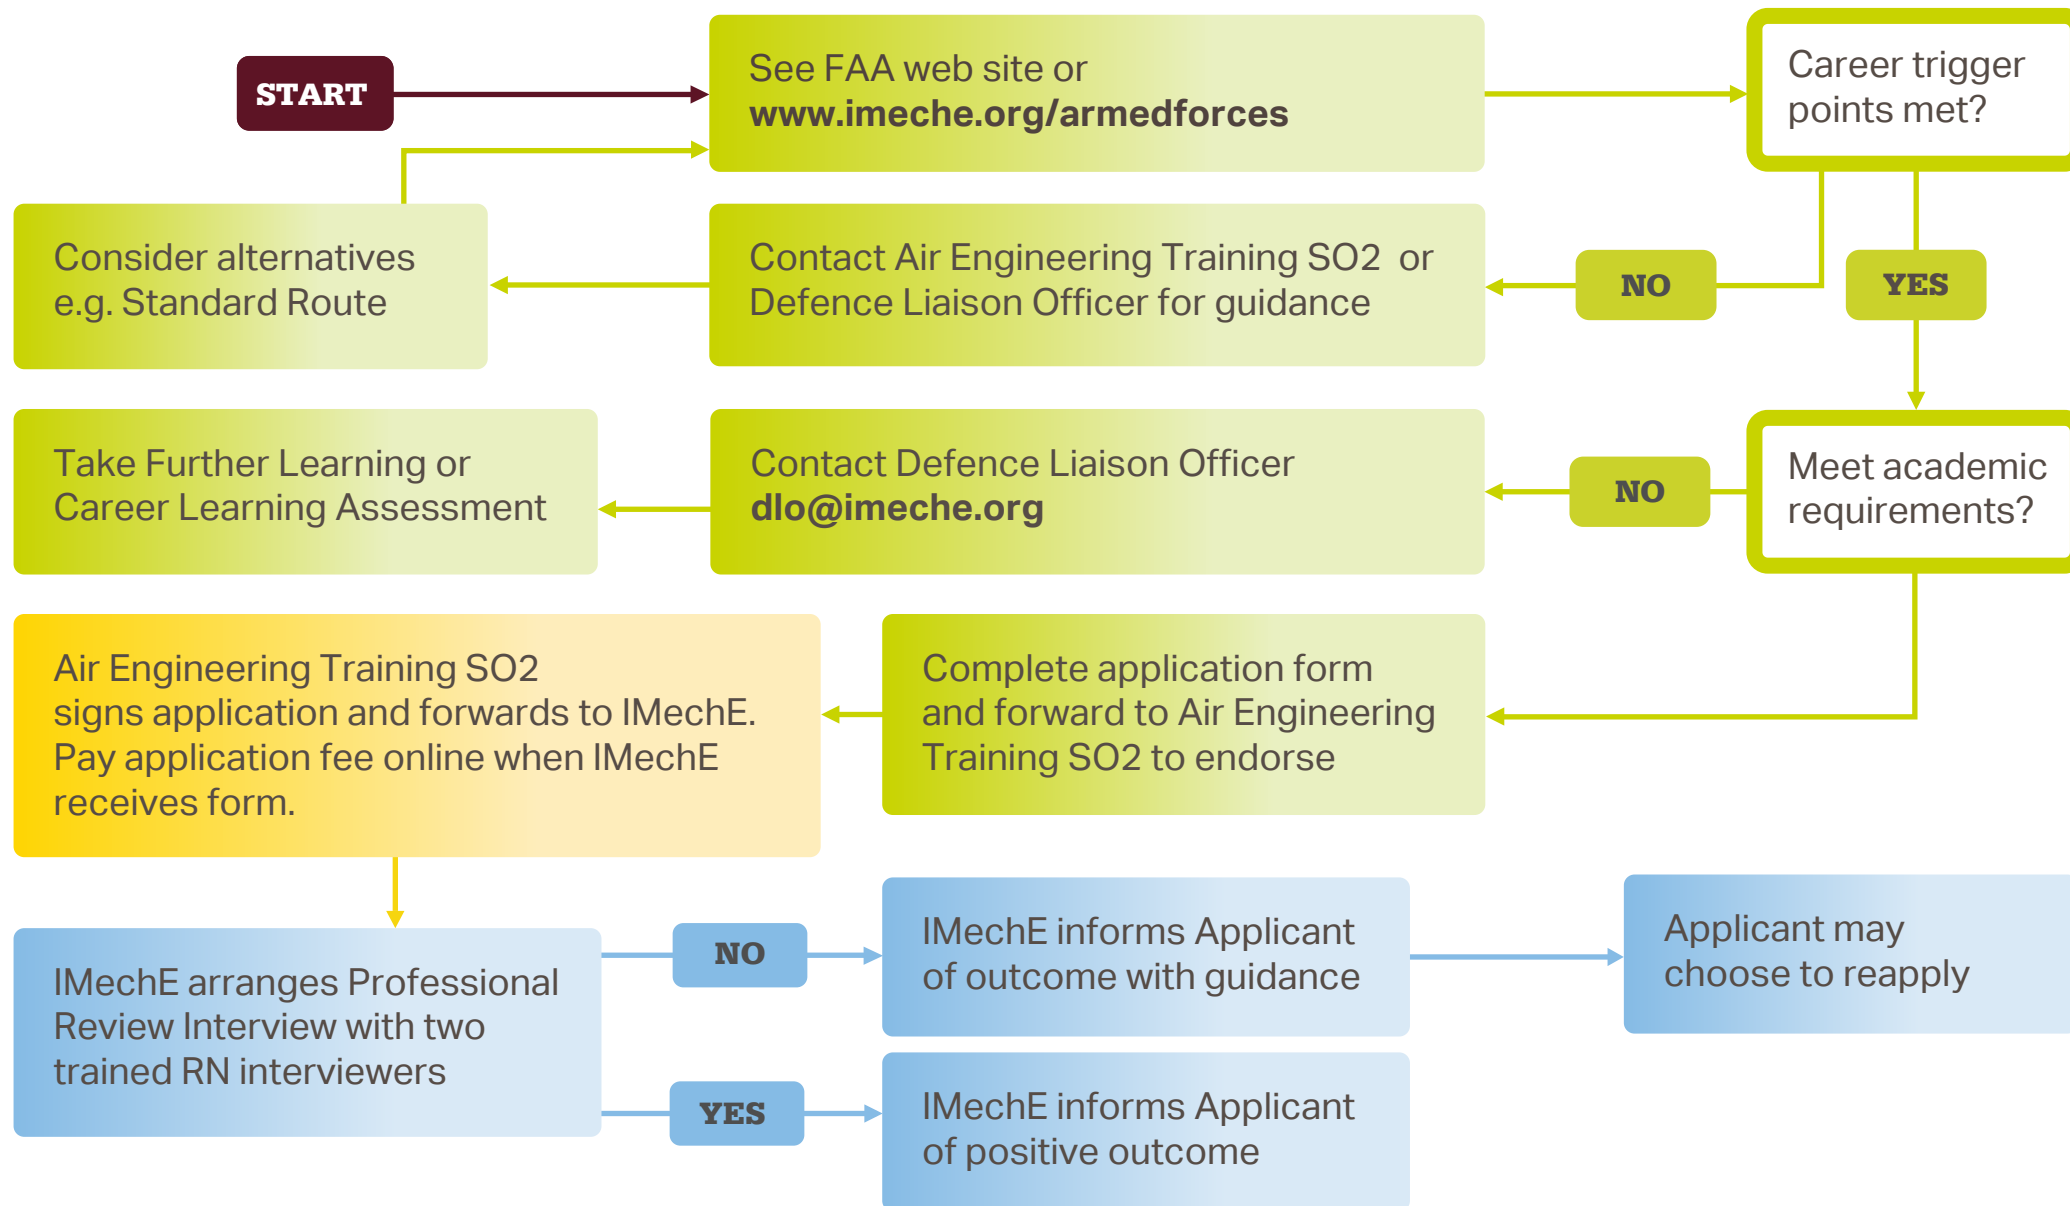 START
See FAA web site or
www.imeche.org/armedforces
Career trigger
points met?
Consider alternatives
e.g. Standard Route
Contact Air Engineering Training SO2 or
Defence Liaison Officer for guidance
NO
YES
Take Further Learning or
Career Learning Assessment
Contact Defence Liaison Officer
dlo@imeche.org
NO
Meet academic
requirements?
Air Engineering Training SO2
signs application and forwards to IMechE.
Pay application fee online when IMechE
receives form.
Complete application form
and forward to Air Engineering
Training SO2 to endorse
IMechE arranges Professional
Review Interview with two
trained RN interviewers
NO
IMechE informs Applicant
of outcome with guidance
Applicant may
choose to reapply
YES
IMechE informs Applicant
of positive outcome